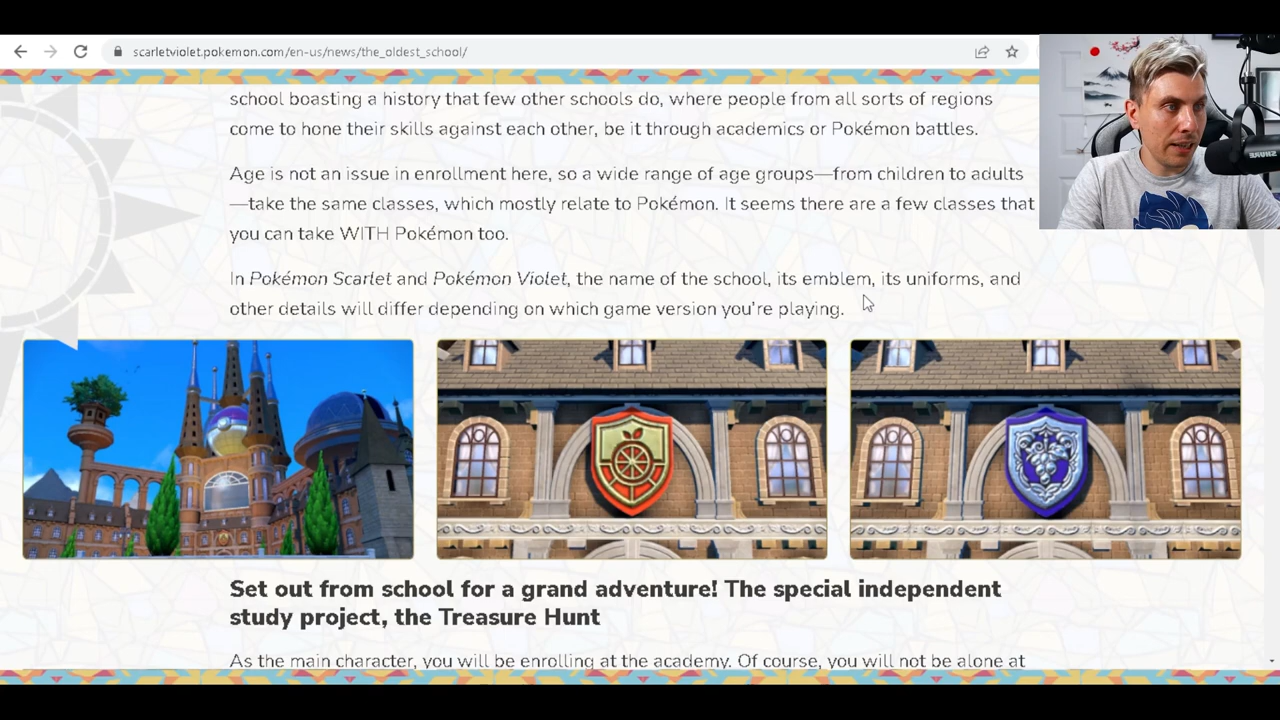 scarletviolet.pokemon.com/en-us/news/the_oldest_school/
school boasting a history that few other schools do, where people from all sorts of regions
come to hone their skills against each other, be it through academics or Pokémon battles.
Age is not an issue in enrollment here, so a wide range of age groups—from children to adults
—take the same classes, which mostly relate to Pokémon. It seems there are a few classes that
you can take WITH Pokémon too.
In Pokémon Scarlet and Pokémon Violet, the name of the school, its emblem, its uniforms, and
other details will differ depending on which game version you're playing.
Set out from school for a grand adventure! The special independent
study project, the Treasure Hunt
As the main character, you will be enrolling at the academy. Of course, you will not be alone at
SHURE